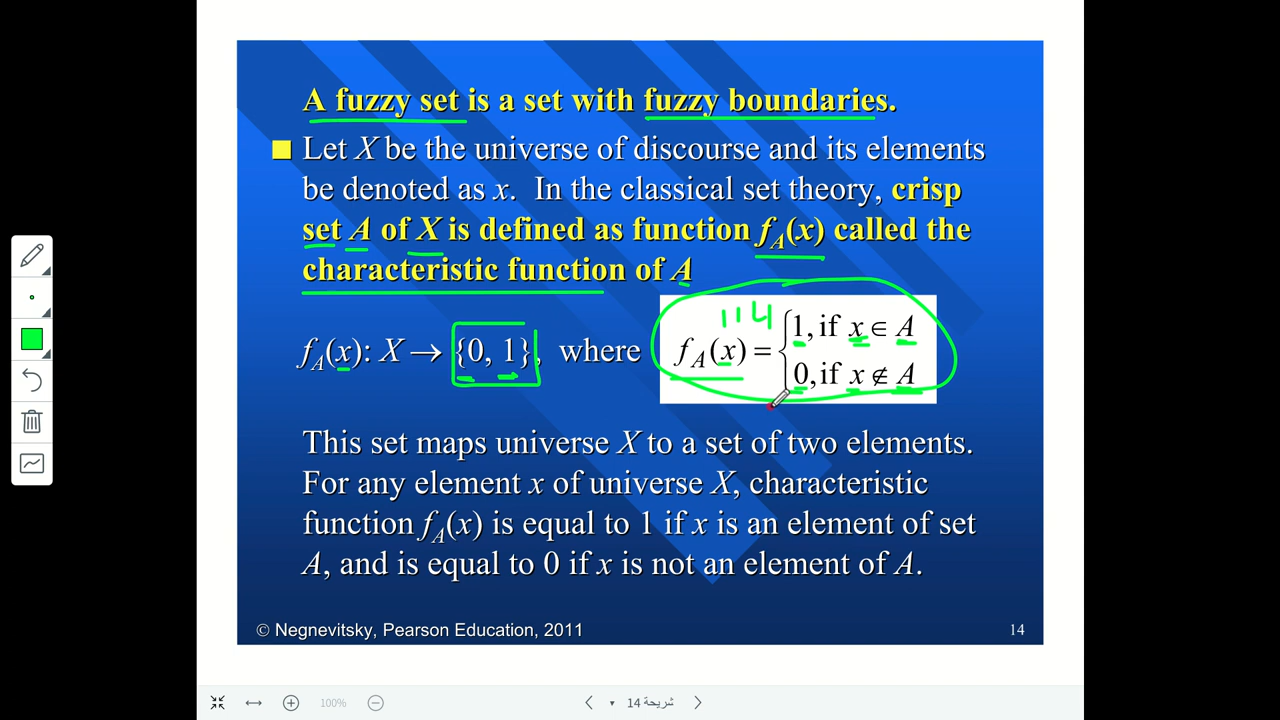 A fuzzy set is a set with fuzzy boundaries.
Let X be the universe of discourse and its elements
be denoted as x. In the classical set theory, crisp
set A of X is defined as function fA(x) called the
characteristic function of A
114
fA(x): X → {0, 1}, where
fA(x) = {1, if x ∈ A
0, if x ∉ A
This set maps universe X to a set of two elements.
For any element x of universe X, characteristic
function fA(x) is equal to 1 if x is an element of set
A, and is equal to 0 if x is not an element of A.
© Negnevitsky, Pearson Education, 2011
14
100%
شريحة 14